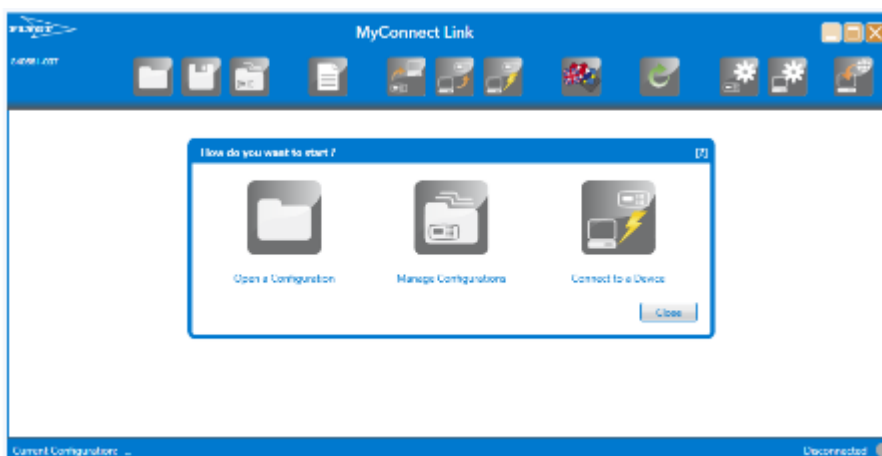 FLYGT
MyConnect Link
How do you want to start ?
[?]
Open a Configuration
Manage Configurations
Connect to a Device
Close
Current Configuration: _
Disconnected